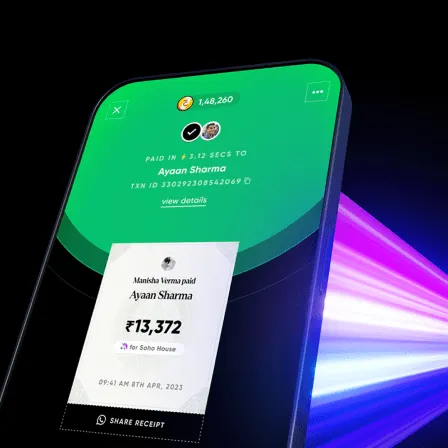 1,48,260
PAID IN ⚡ 3.12 SECS TO
Ayaan Sharma
TXN ID 330292308542069
view details
Manisha Verma paid
Ayaan Sharma
₹13,372
for Soho House
09:41 AM 8TH APR, 2023
SHARE RECEIPT